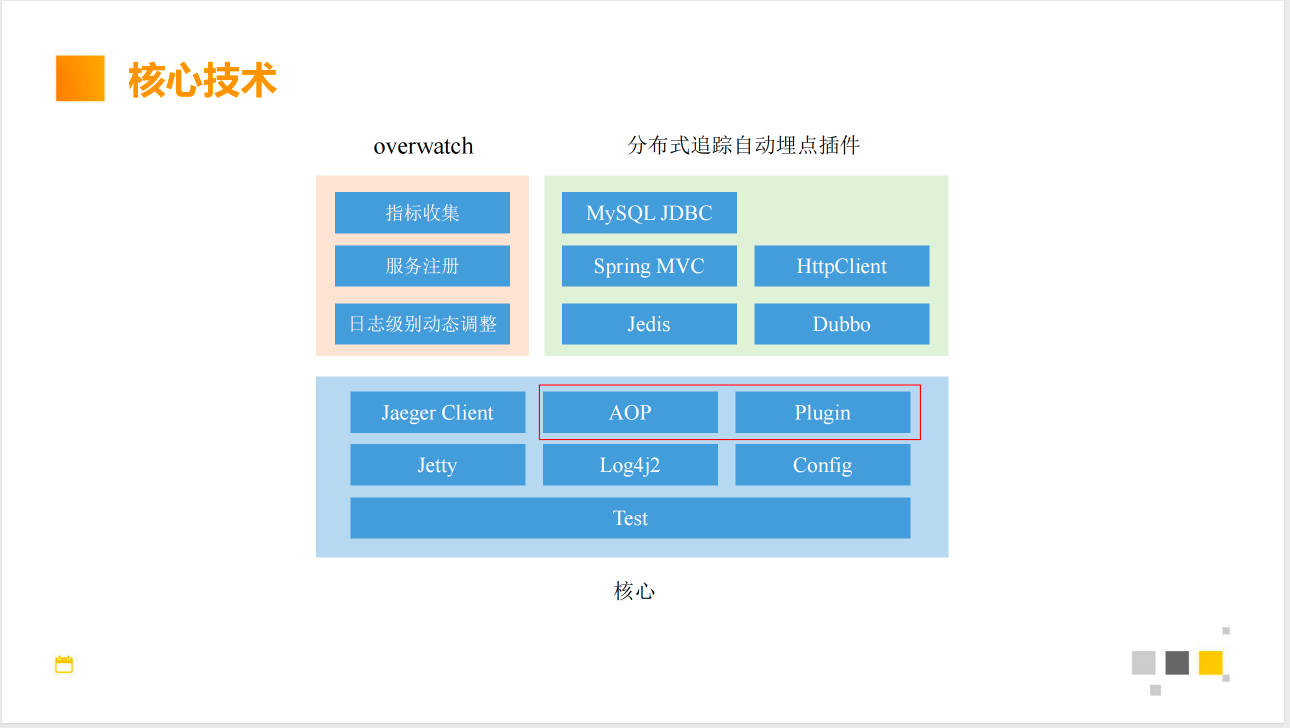 核心技术
overwatch
分布式追踪自动埋点插件
指标收集
MySQL JDBC
服务注册
Spring MVC
HttpClient
日志级别动态调整
Jedis
Dubbo
Jaeger Client
AOP
Plugin
Jetty
Log4j2
Config
Test
核心